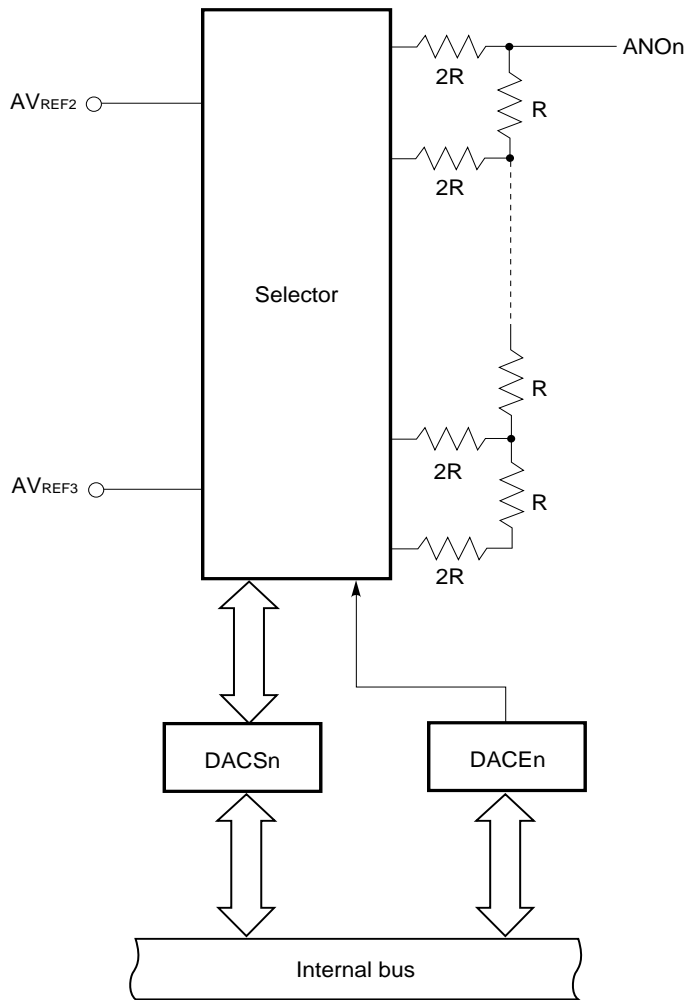 ANOn
2R
R
AVREF2
2R
Selector
R
2R
AVREF3
R
2R
DACSn
DACEn
Internal bus